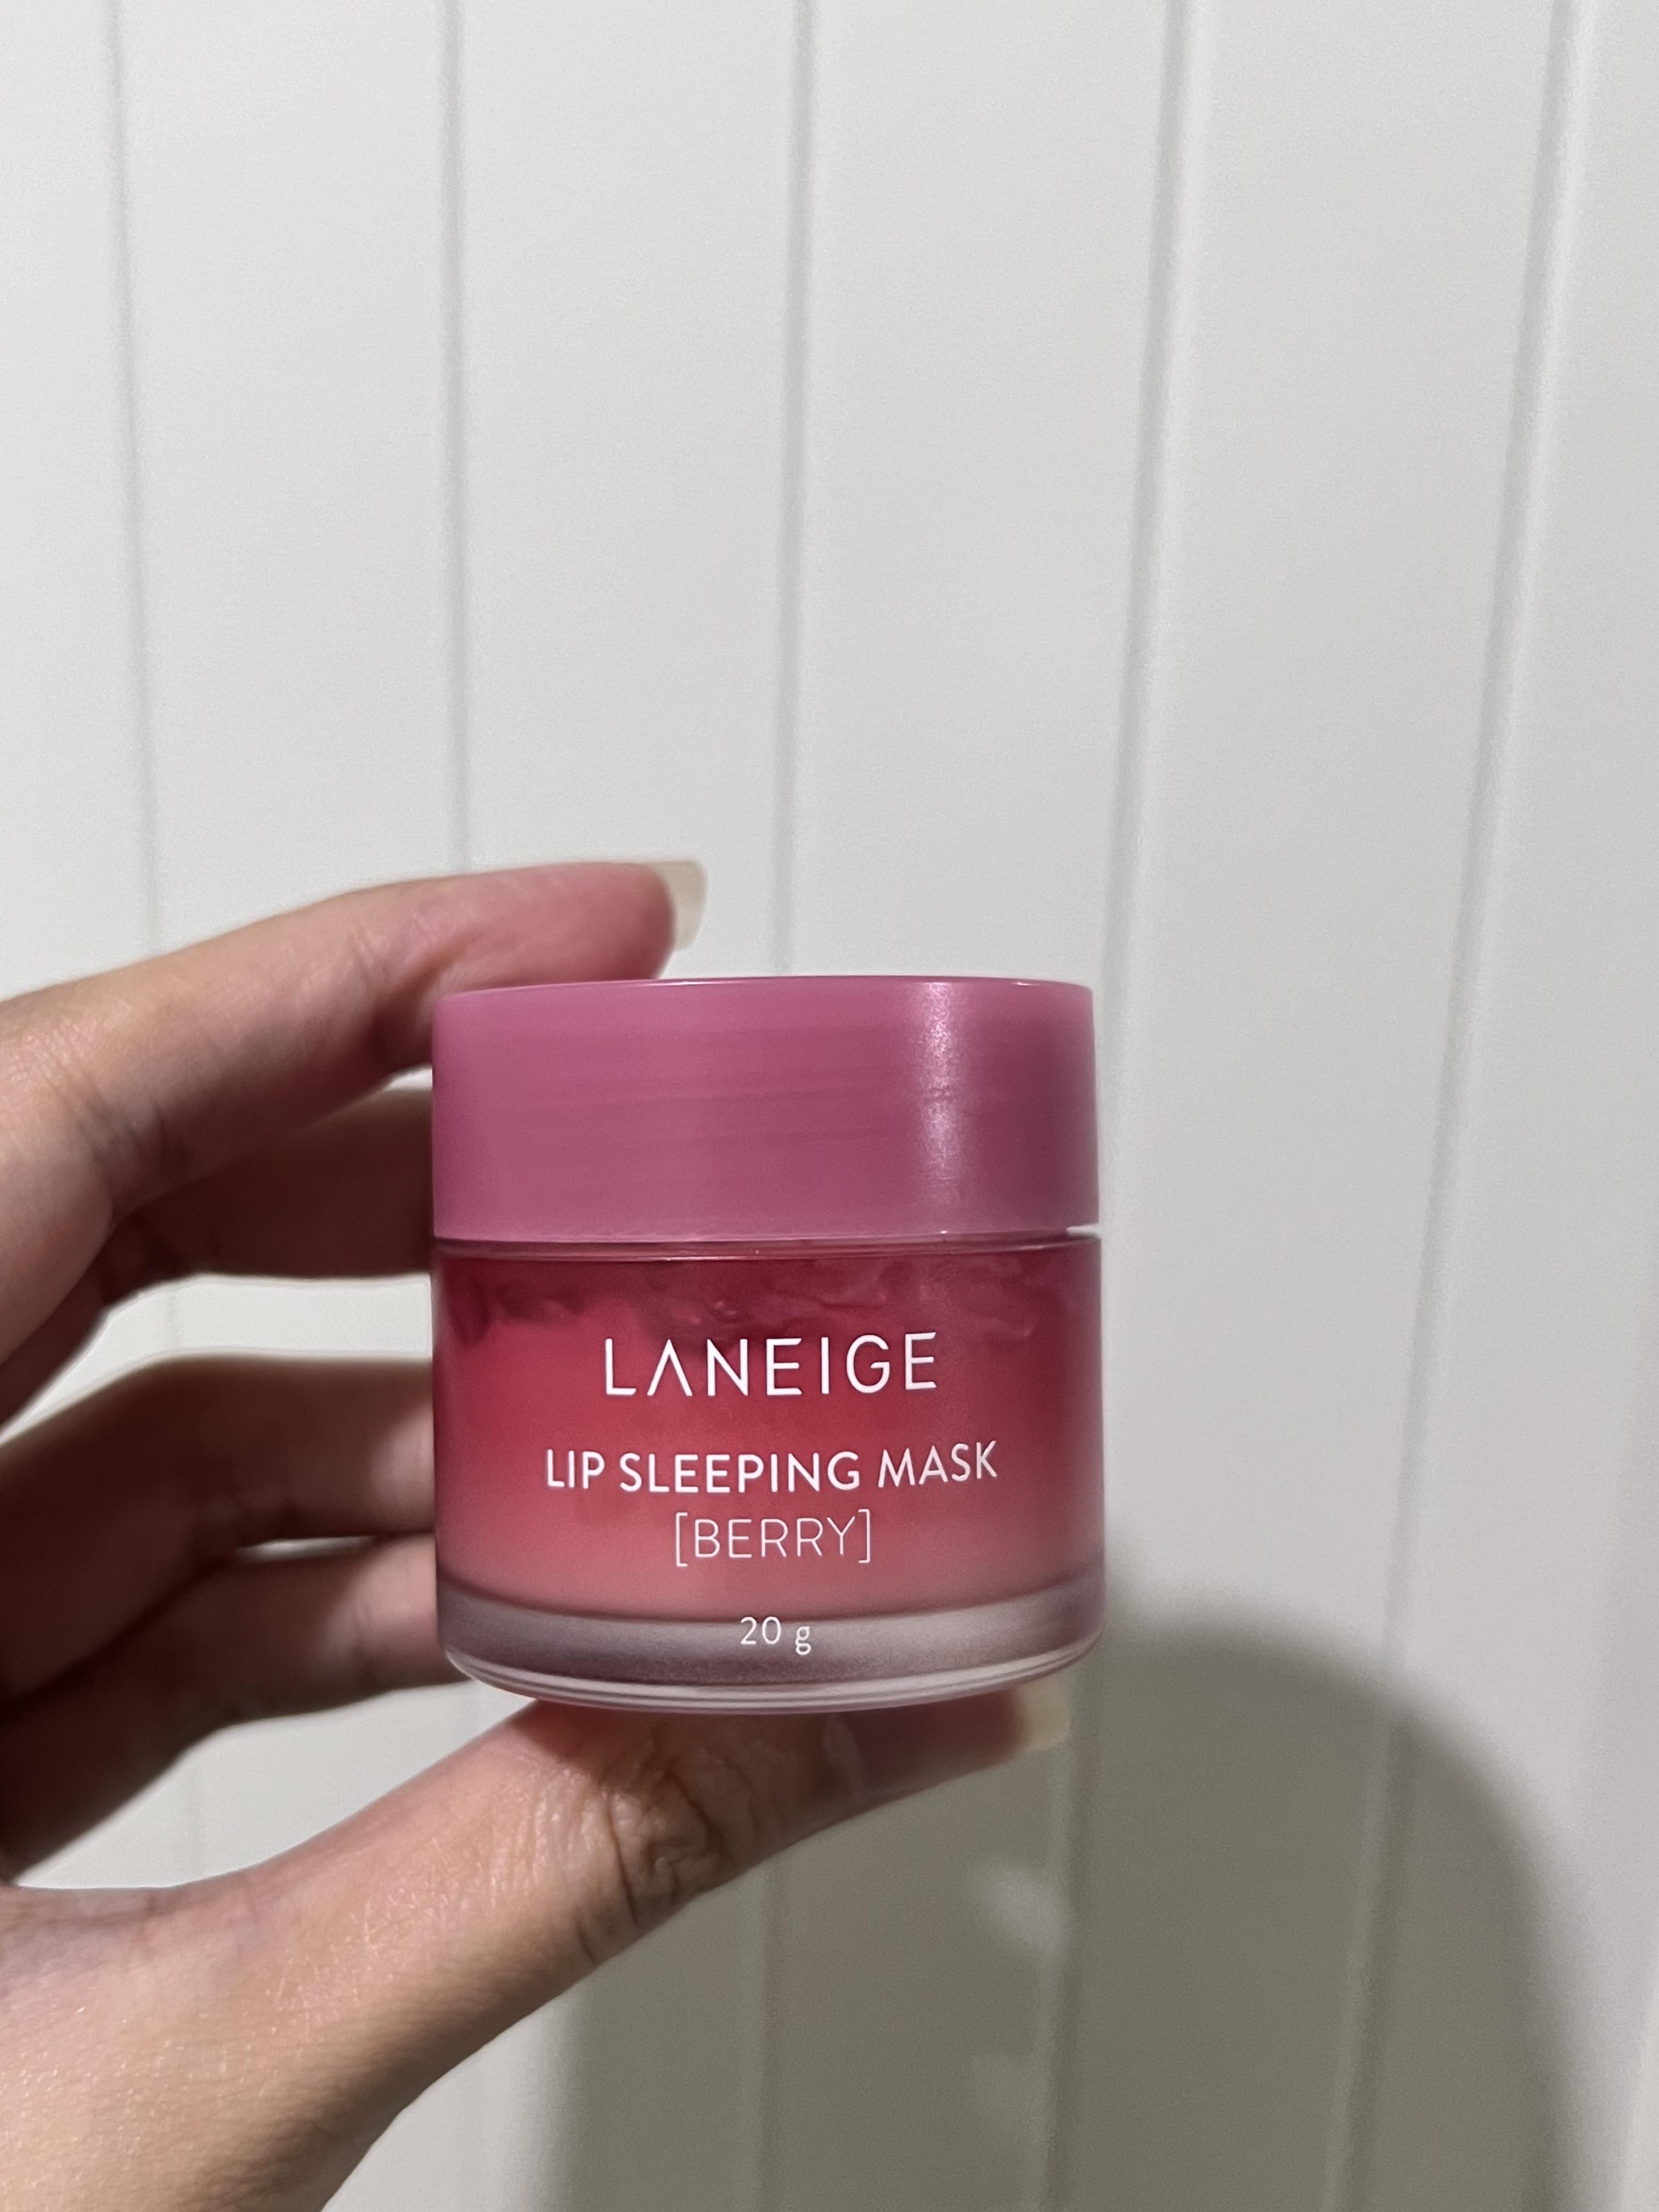 LANEIGE
LIP SLEEPING MASK
[BERRY]
20 g